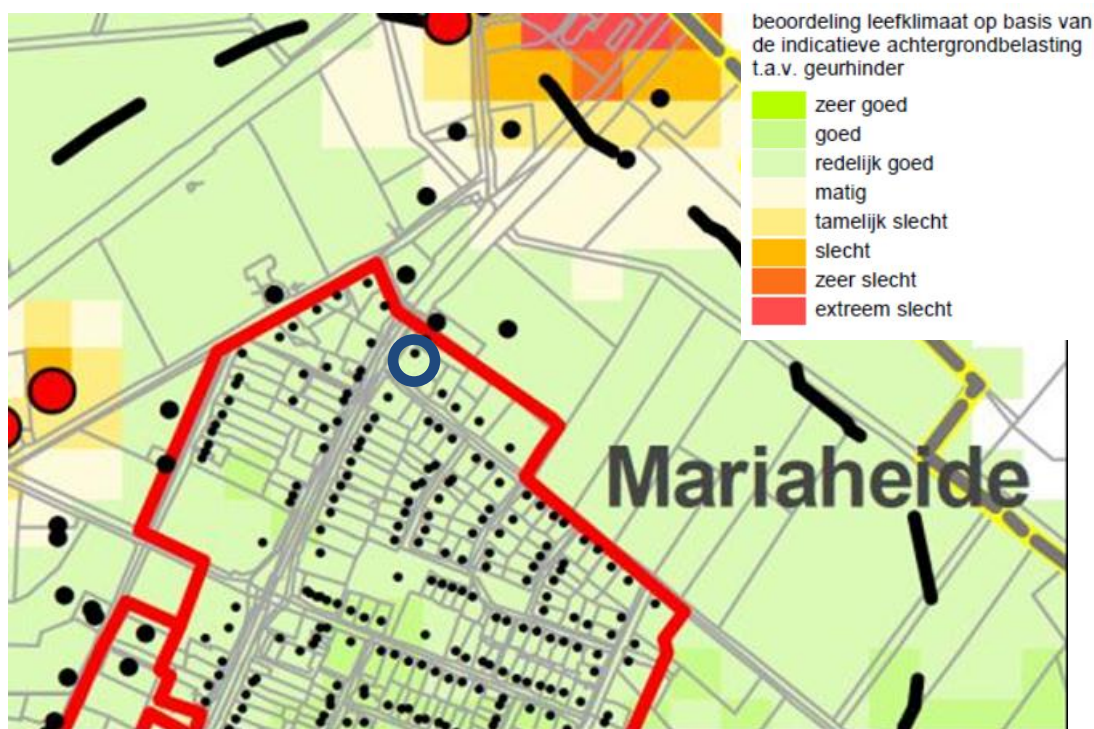 beoordeling leefklimaat op basis van
de indicatieve achtergrondbelasting
t.a.v. geurhinder
zeer goed
goed
redelijk goed
matig
tamelijk slecht
slecht
zeer slecht
extreem slecht
Mariaheide